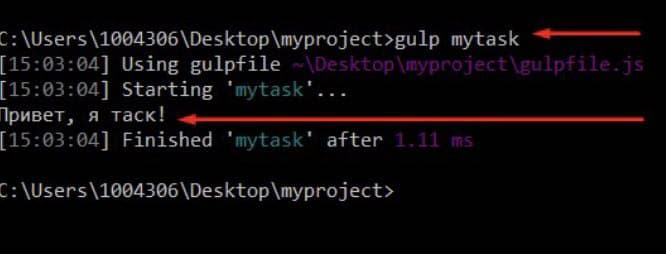 C:\Users\1004306\Desktop\myproject>gulp mytask
[15:03:04] Using gulpfile ~\Desktop\myproject\gulpfile.js
[15:03:04] Starting 'mytask'...
Привет, я таск!
[15:03:04] Finished 'mytask' after 1.11 ms
C:\Users\1004306\Desktop\myproject>